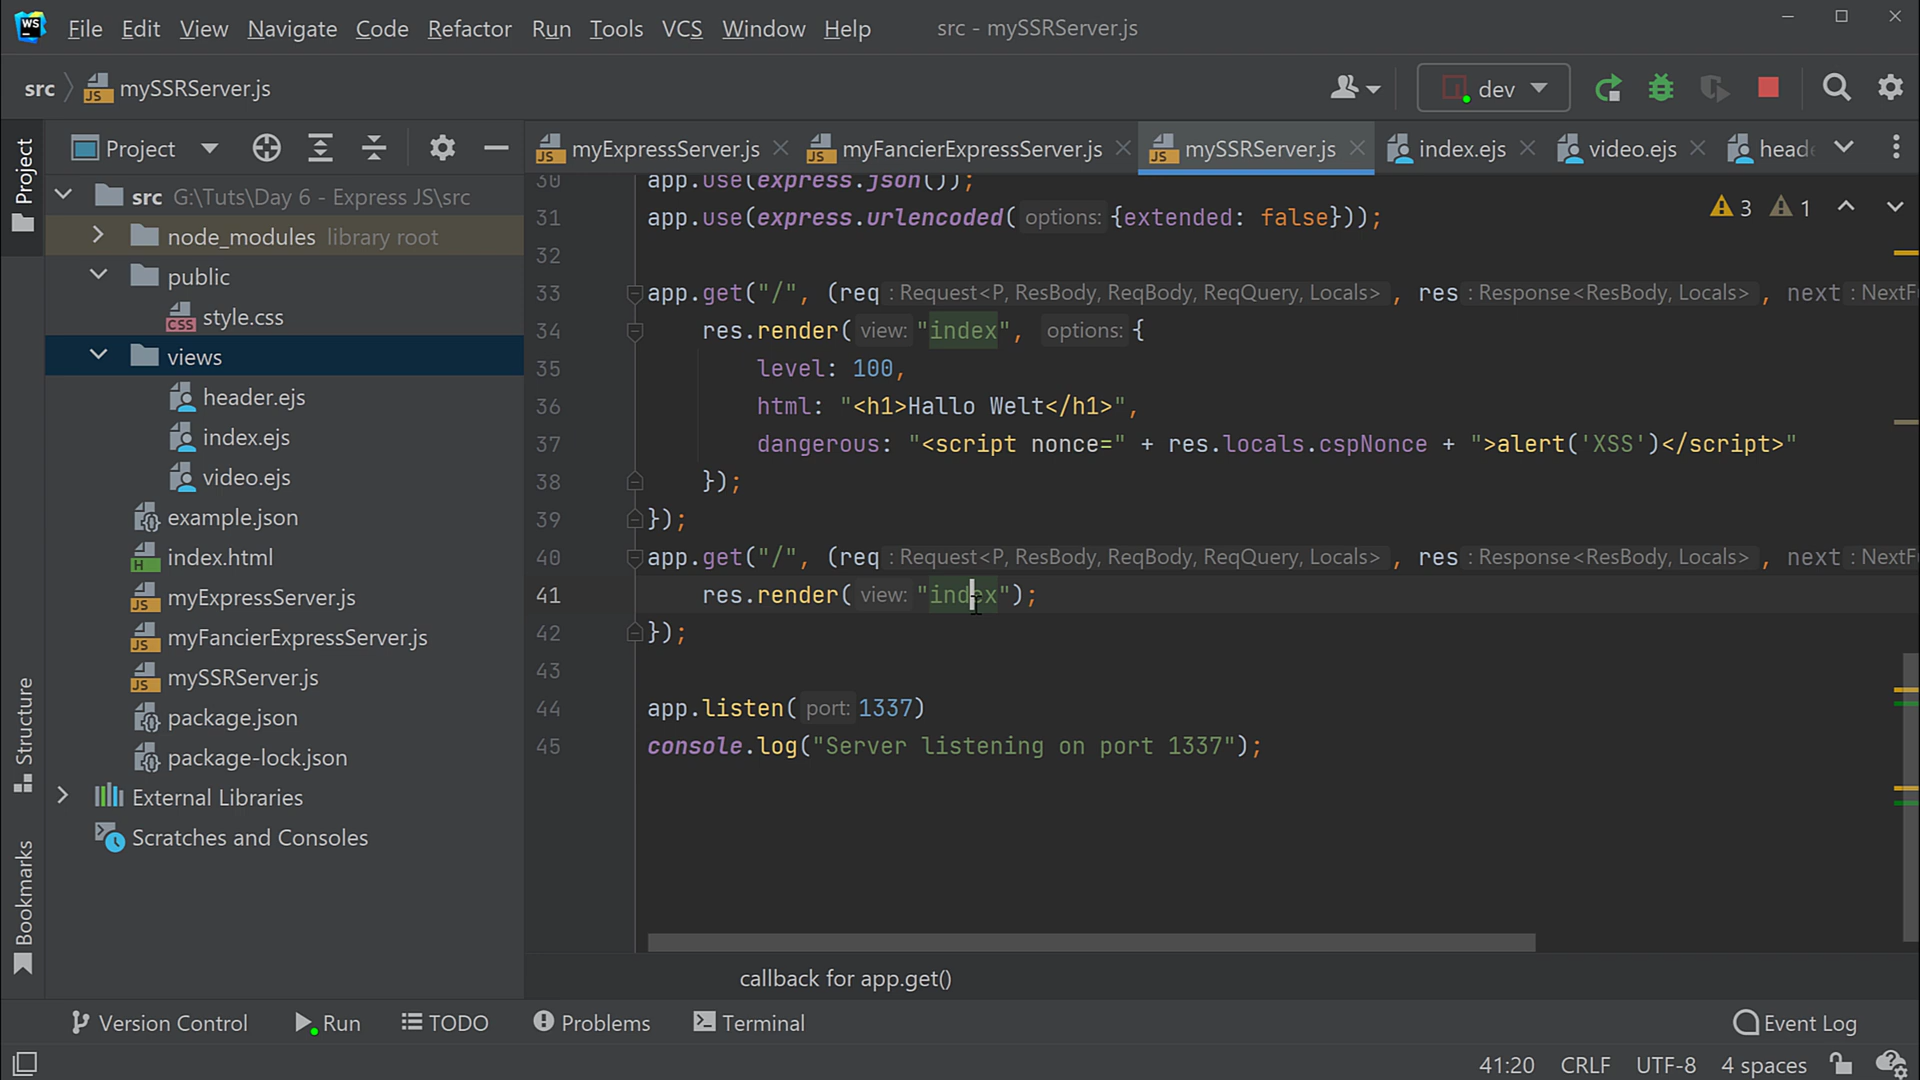 WS File Edit View Navigate Code Refactor Run Tools VCS Window Help src - mySSRServer.js
src mySSRServer.js dev
Project Project myExpressServer.js myFancierExpressServer.js mySSRServer.js index.ejs video.ejs
src G:\Tuts\Day 6 - Express JS\src
node_modules library root
public
style.css
views
header.ejs
index.ejs
video.ejs
example.json
index.html
myExpressServer.js
myFancierExpressServer.js
mySSRServer.js
package.json
package-lock.json
External Libraries
Scratches and Consoles
Structure
Bookmarks
3 1
30 app.use(express.json());
31 app.use(express.urlencoded( options: {extended: false}));
32
33 app.get("/", (req : Request<P, ResBody, ReqBody, ReqQuery, Locals> , res : Response<ResBody, Locals> , next
34 res.render( view: "index", options: {
35 level: 100,
36 html: "<h1>Hallo Welt</h1>",
37 dangerous: "<script nonce=" + res.locals.cspNonce + ">alert('XSS')</script>"
38 });
39 });
40 app.get("/", (req : Request<P, ResBody, ReqBody, ReqQuery, Locals> , res : Response<ResBody, Locals> , next
41 res.render( view: "index");
42 });
43
44 app.listen( port: 1337)
45 console.log("Server listening on port 1337");
callback for app.get()
Version Control Run TODO Problems Terminal Event Log
41:20 CRLF UTF-8 4 spaces